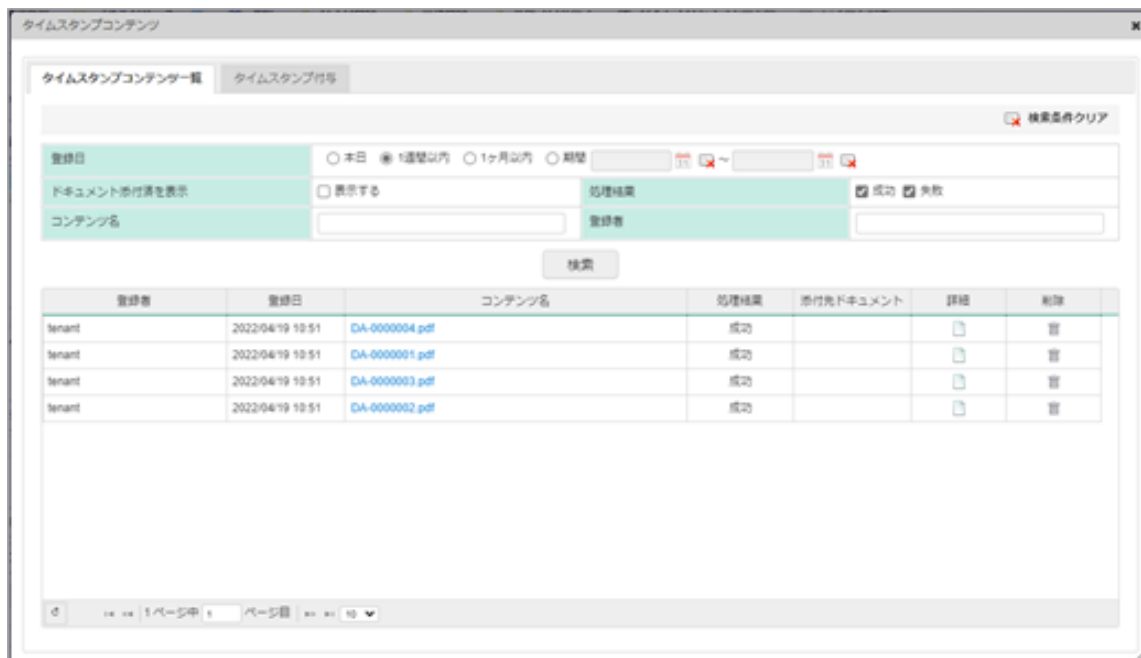 タイムスタンプコンテンツ
タイムスタンプコンテンツ一覧 タイムスタンプ付与
検索条件クリア
登録日 本日 1週間以内 1ヶ月以内 期間 ~
ドキュメント添付済を表示 表示する 処理結果 成功 失敗
コンテンツ名 登録者
検索
登録者 登録日 コンテンツ名 処理結果 添付先ドキュメント 詳細 削除
tenant 2022/04/19 10:51 DA-0000004.pdf 成功
tenant 2022/04/19 10:51 DA-0000001.pdf 成功
tenant 2022/04/19 10:51 DA-0000003.pdf 成功
tenant 2022/04/19 10:51 DA-0000002.pdf 成功
1 ページ中 1 ページ目 10